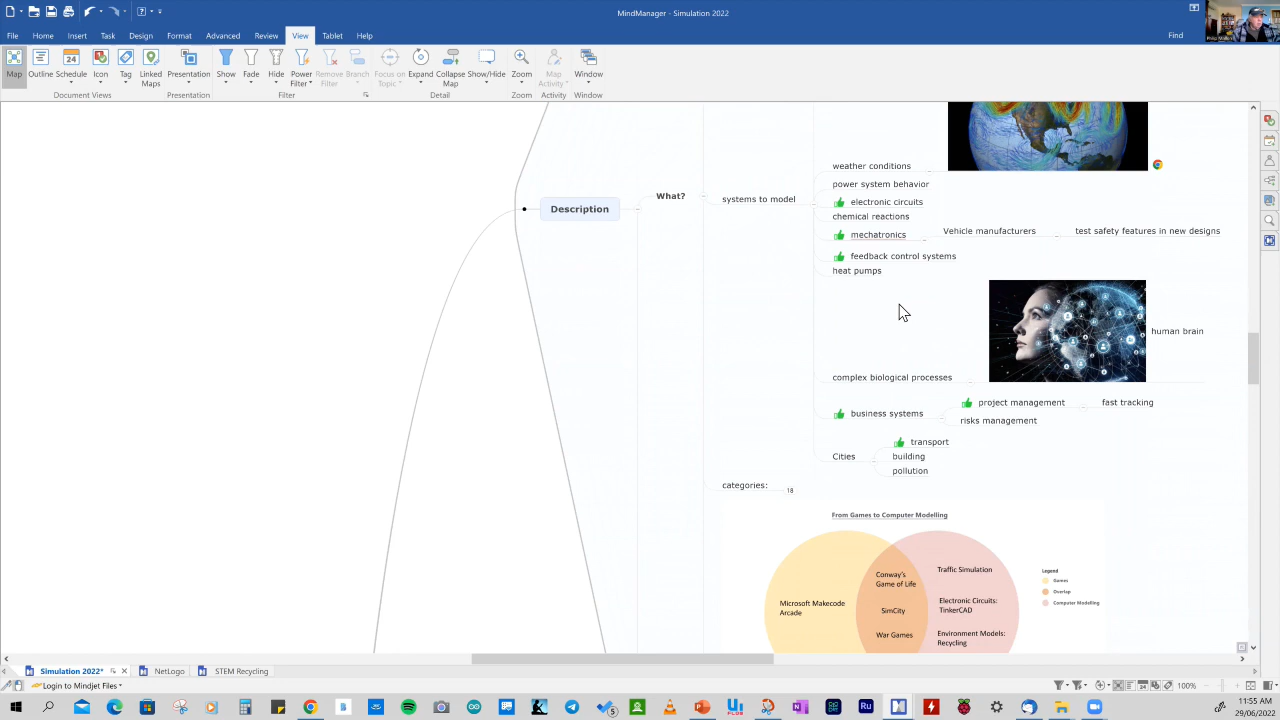 MindManager - Simulation 2022
File Home Insert Task Design Format Advanced Review View Tablet Help Find
Map Outline Schedule Icon Tag Linked Maps Presentation Show Fade Hide Power Filter Remove Filter Branch Focus on Topic Expand Collapse Map Show/Hide Zoom Map Activity Window
Document Views Presentation Filter Detail Zoom Activity Window
Description
What?
systems to model
weather conditions
power system behavior
electronic circuits
chemical reactions
mechatronics Vehicle manufacturers test safety features in new designs
feedback control systems
heat pumps
human brain
complex biological processes
project management fast tracking
business systems
risks management
transport
Cities building
pollution
categories: 18
From Games to Computer Modelling
Microsoft Makecode
Arcade
Conway's
Game of Life
SimCity
War Games
Traffic Simulation
Electronic Circuits:
TinkerCAD
Environment Models:
Recycling
Legend
Games
Overlap
Computer Modelling
Simulation 2022* NetLogo STEM Recycling
Login to Mindjet Files 100%
11:55 AM
29/06/2022